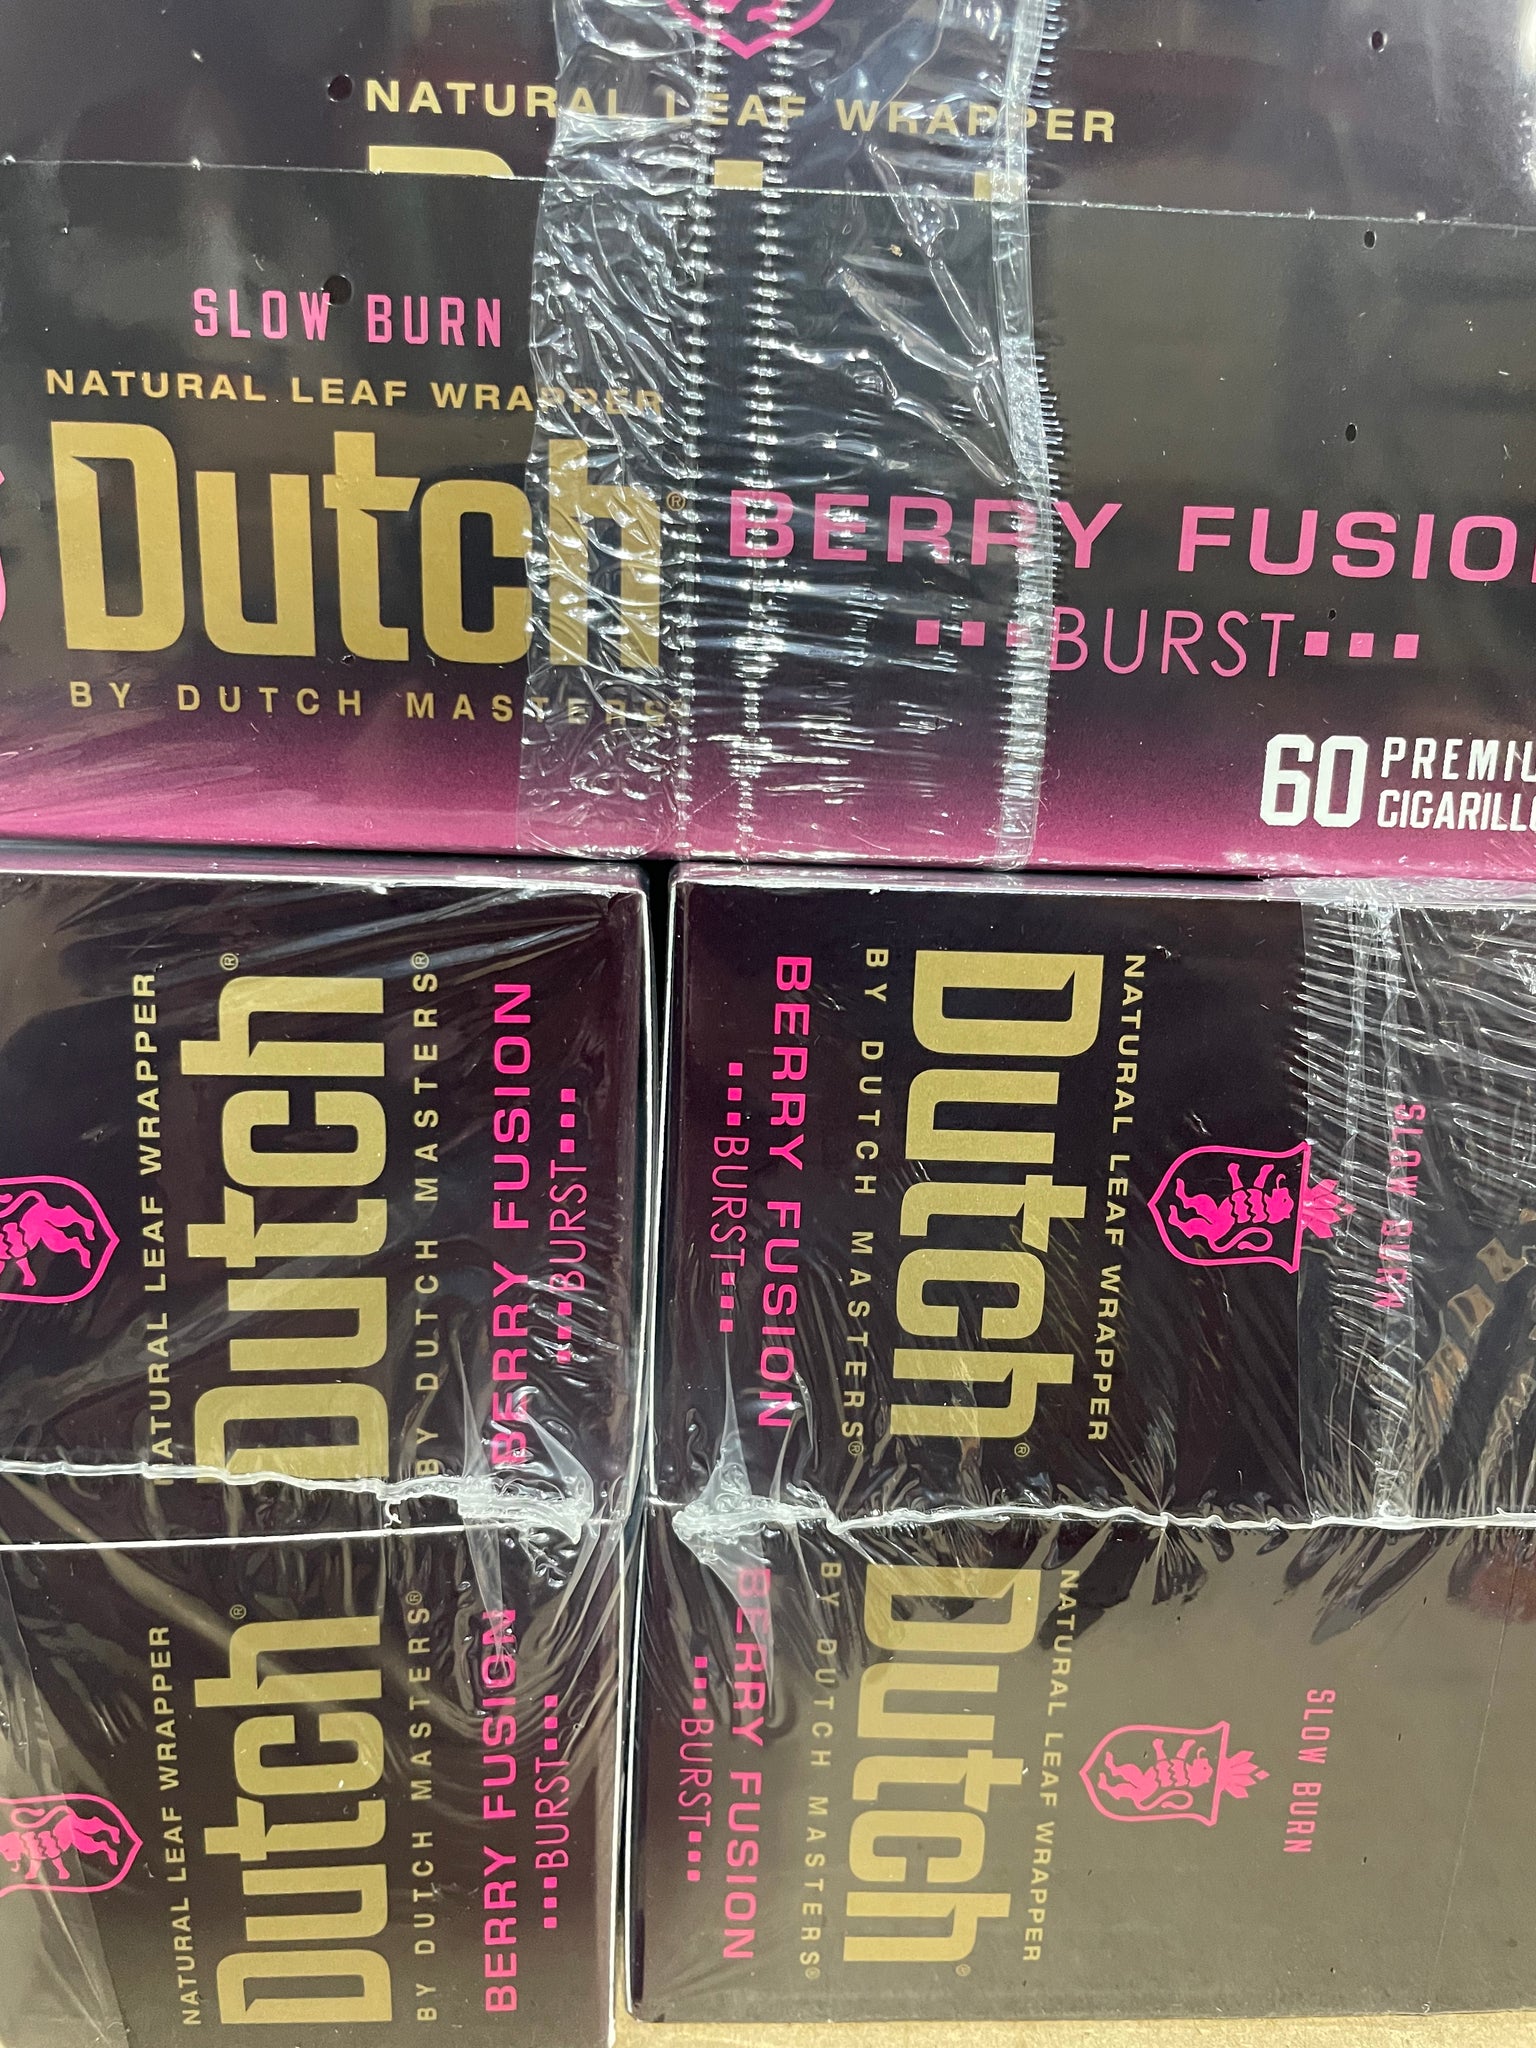 NATURAL LEAF WRAPPER
SLOW BURN
NATURAL LEAF WRAPPER
Dutch®
BY DUTCH MASTERS®
BERRY FUSION
BURST
60 PREMIU
CIGARILLO
NATURAL LEAF WRAPPER
Dutch®
BY DUTCH MASTERS®
BERRY FUSION
BURST
SLOW BURN
NATURAL LEAF WRAPPER
Dutch®
BY DUTCH MASTERS®
BERRY FUSION
BURST
NATURAL LEAF WRAPPER
Dutch®
BY DUTCH MASTERS®
BERRY FUSION
BURST
SLOW BURN
NATURAL LEAF WRAPPER
Dutch®
BY DUTCH MASTERS®
BERRY FUSION
BURST